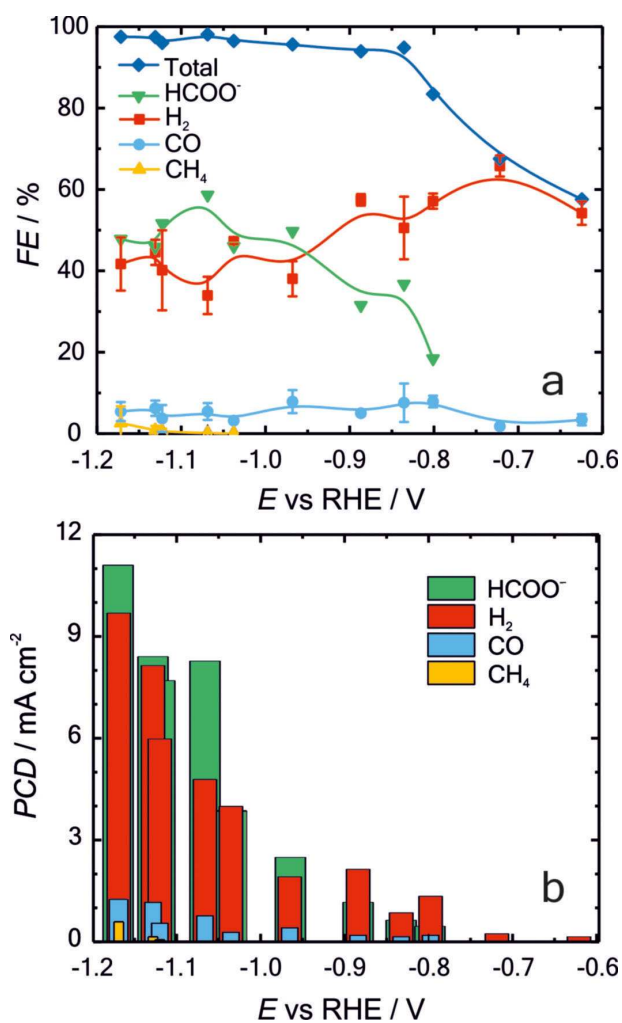 100
80
60
40
20
0
FE / %
Total
HCOO⁻
H₂
CO
CH₄
a
-1.2 -1.1 -1.0 -0.9 -0.8 -0.7 -0.6
E vs RHE / V
12
9
6
3
0
PCD / mA cm⁻²
HCOO⁻
H₂
CO
CH₄
b
-1.2 -1.1 -1.0 -0.9 -0.8 -0.7 -0.6
E vs RHE / V